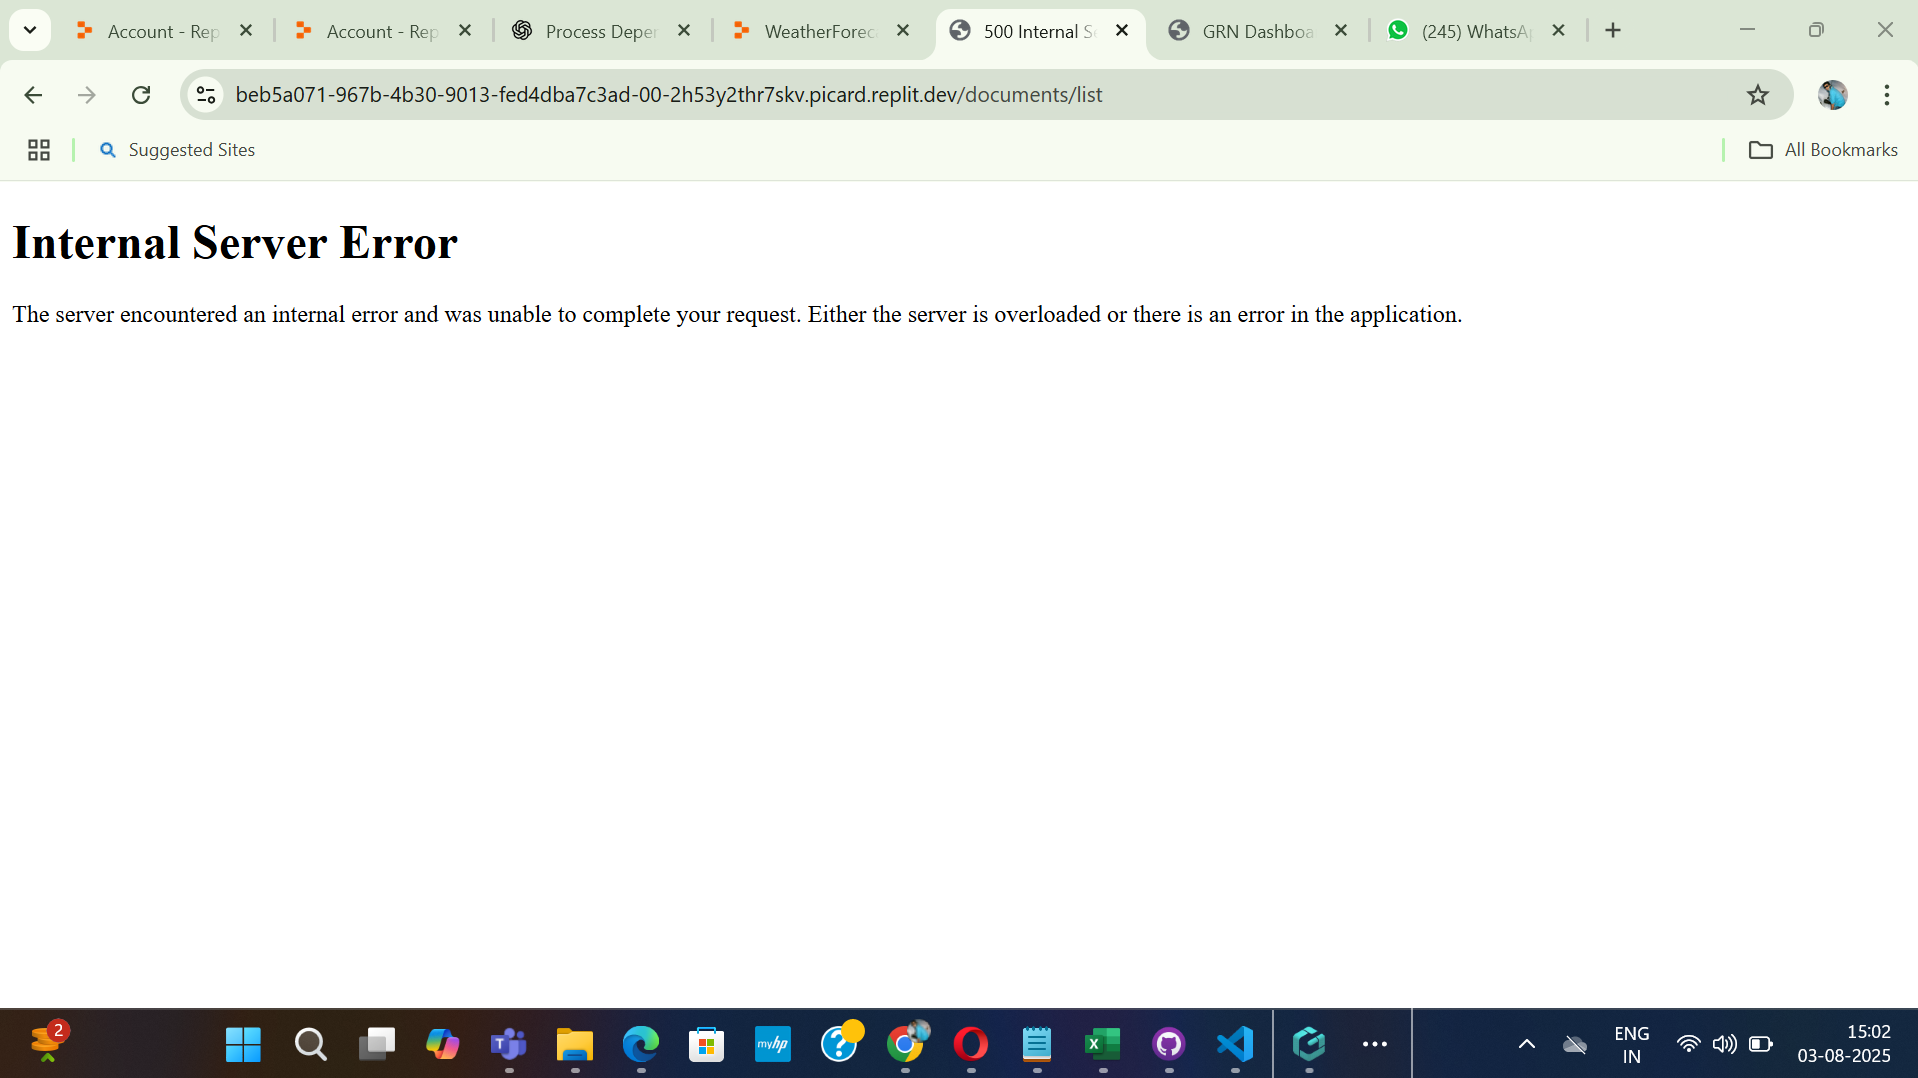 Account - Rep
Account - Rep
Process Deper
WeatherForec
500 Internal Se
GRN Dashboa
(245) WhatsAp
beb5a071-967b-4b30-9013-fed4dba7c3ad-00-2h53y2thr7skv.picard.replit.dev/documents/list
Suggested Sites
All Bookmarks
Internal Server Error
The server encountered an internal error and was unable to complete your request. Either the server is overloaded or there is an error in the application.
2
myhp
ENG
IN
15:02
03-08-2025